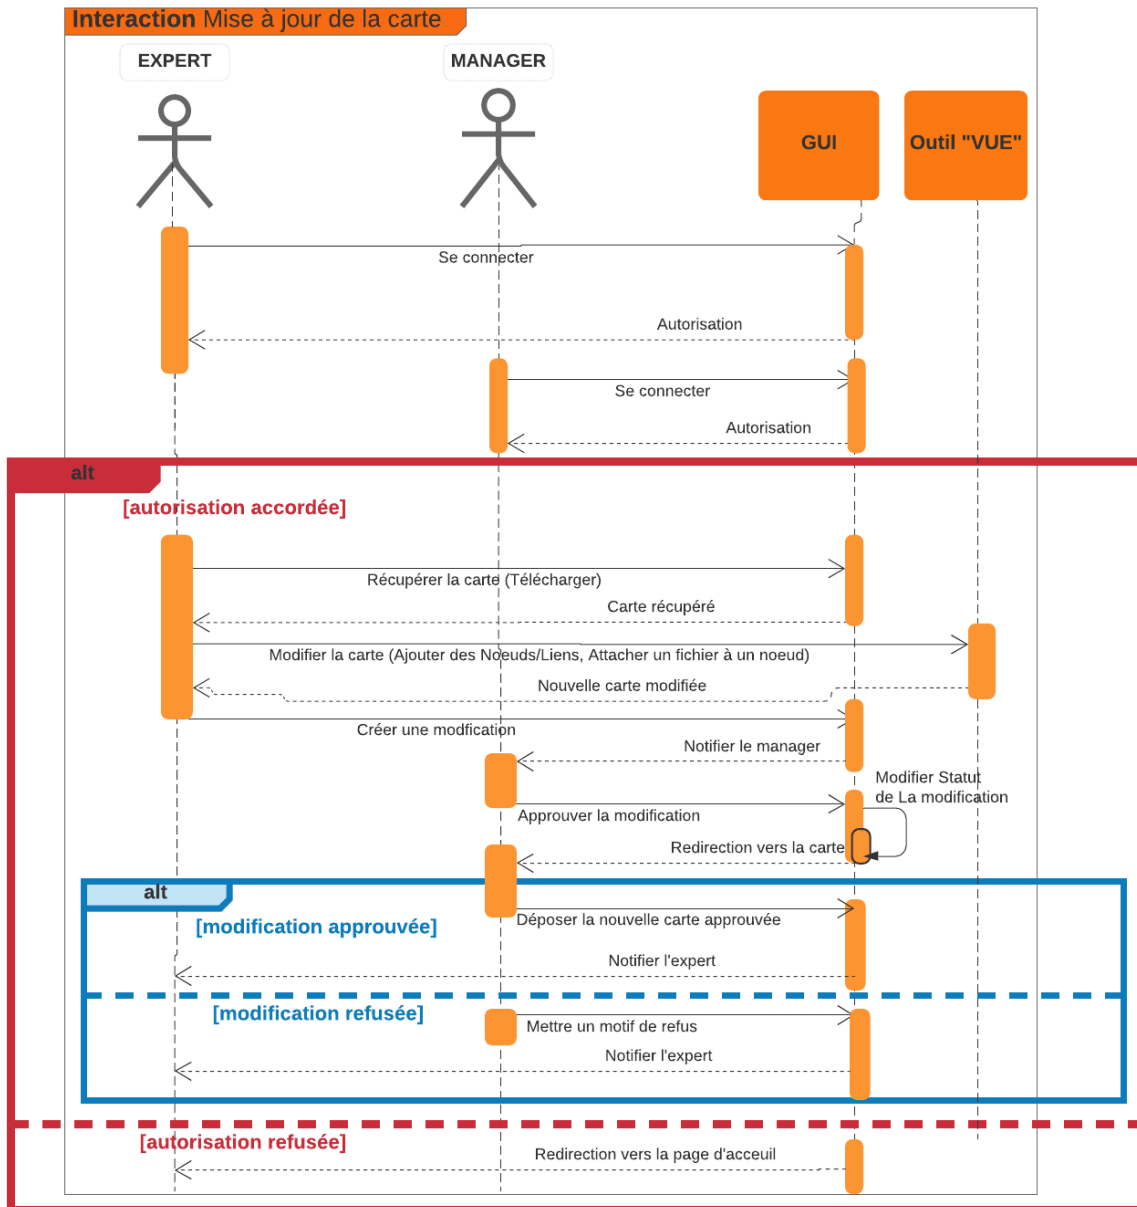 Interaction Mise à jour de la carte
EXPERT
MANAGER
GUI
Outil "VUE"
Se connecter
Autorisation
Se connecter
Autorisation
alt
[autorisation accordée]
Récupérer la carte (Télécharger)
Carte récupéré
Modifier la carte (Ajouter des Noeuds/Liens, Attacher un fichier à un noeud)
Nouvelle carte modifiée
Créer une modfication
Notifier le manager
Modifier Statut
de La modification
Approuver la modification
Redirection vers la carte
alt
[modification approuvée]
Déposer la nouvelle carte approuvée
Notifier l'expert
[modification refusée]
Mettre un motif de refus
Notifier l'expert
[autorisation refusée]
Redirection vers la page d'acceuil